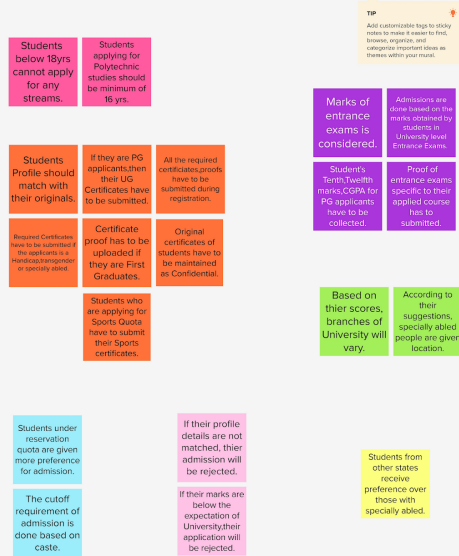 TIP
Add customizable tags to sticky
notes to make it easier to find,
browse, organize, and
categorize important ideas as
themes within your mural.
Students
below 18yrs
cannot apply
for any
streams.
Students
applying for
Polytechnic
studies should
be minimum of
16 yrs.
Marks of
entrance
exams is
considered.
Admissions are
done based on the
marks obtained by
students in
University level
Entrance Exams.
Students
Profile should
match with
their originals.
If they are PG
applicants,then
their UG
Certificates have
to be submitted.
All the required
certificiates,proofs
have to be
submitted during
registration.
Student's
Tenth,Twelfth
marks,CGPA for
PG applicants
have to be
collected.
Proof of
entrance exams
specific to their
applied course
has to
submitted.
Required Certificates
have to be submitted if
the applicants is a
Handicap,transgender
or specially abled.
Certificate
proof has to be
uploaded if
they are First
Graduates.
Original
certificates of
students have to
be maintained
as Confidential.
Students who
are applying for
Sports Quota
have to submit
their Sports
certificates.
Based on
thier scores,
branches of
University will
vary.
According to
their
suggestions,
specially abled
people are given
location.
Students under
reservation
quota are given
more preference
for admission.
If their profile
details are not
matched, thier
admission will
be rejected.
Students from
other states
receive
preference over
those with
specially abled.
The cutoff
requirement of
admission is
done based on
caste.
If their marks are
below the
expectation of
University,their
application will
be rejected.